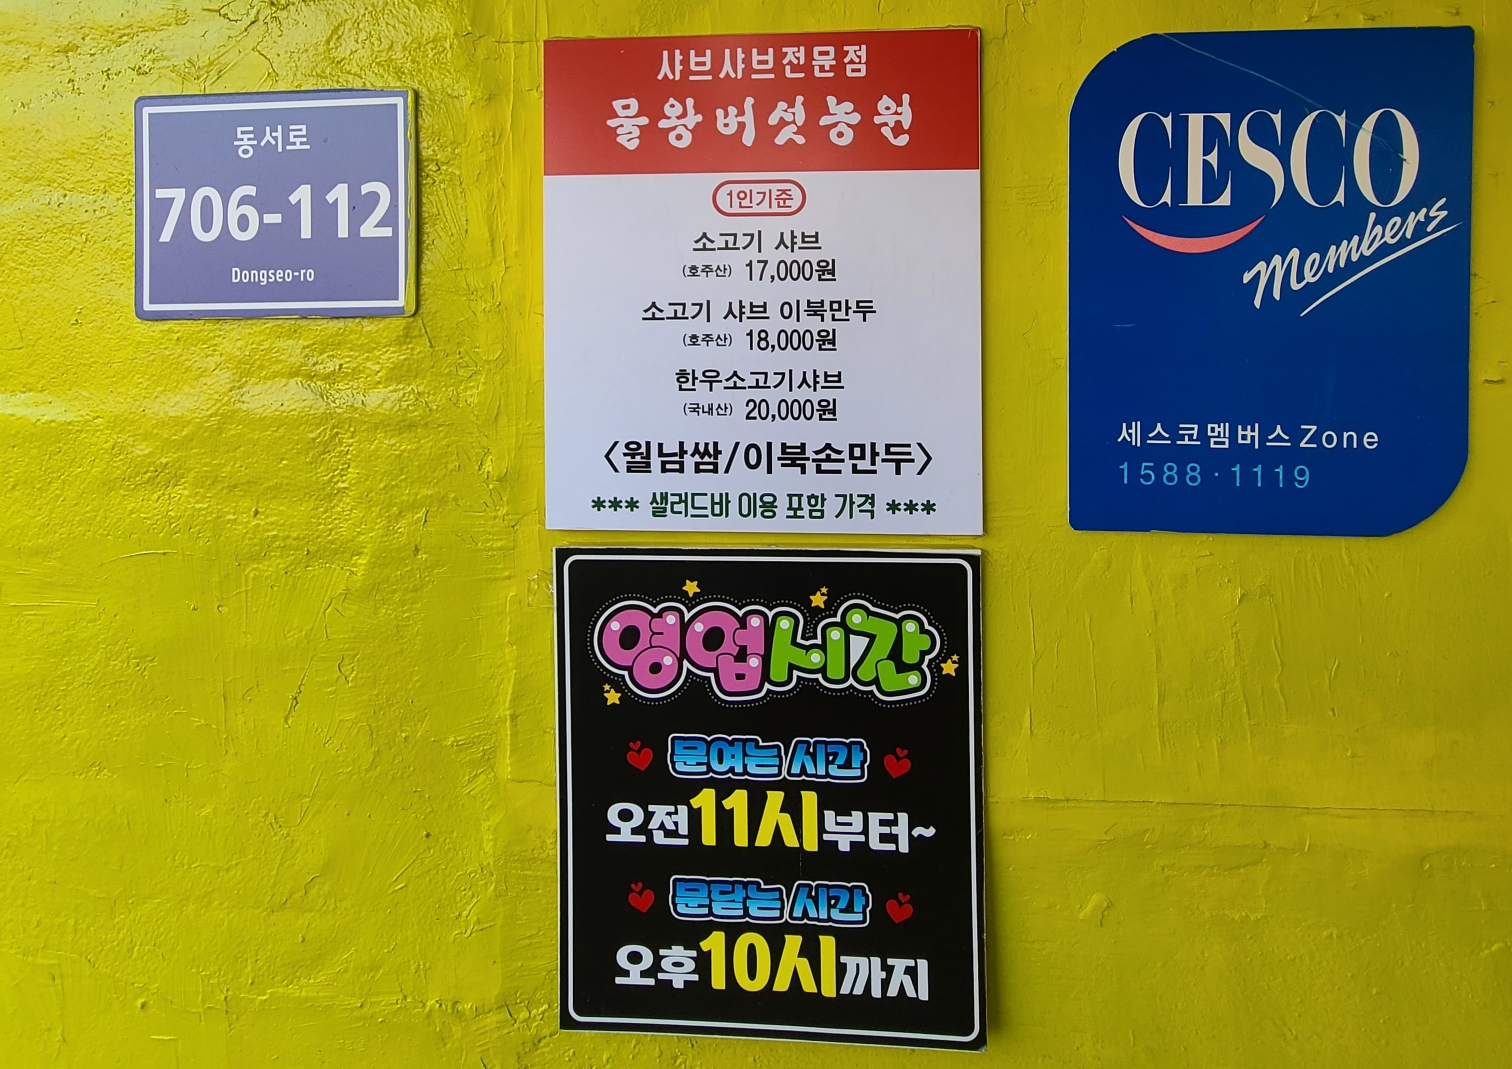 동서로
706-112
Dongseo-ro
샤브샤브전문점
물왕버섯농원
1인기준
소고기 샤브
(호주산) 17,000원
소고기 샤브 이북만두
(호주산) 18,000원
한우소고기샤브
(국내산) 20,000원
<월남쌈/이북손만두>
*** 샐러드바 이용 포함 가격 ***
영업시간
문여는 시간
오전11시부터~
문닫는 시간
오후10시까지
CESCO
Members
세스코멤버스 Zone
1588·1119